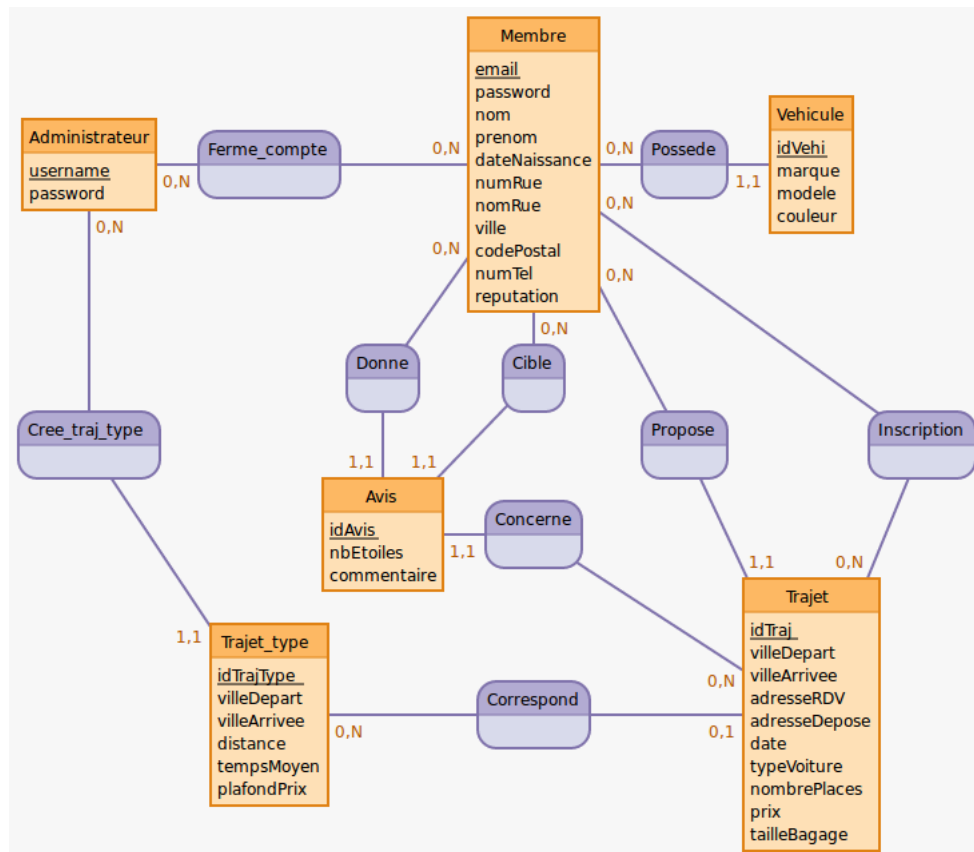 Membre
email
password
nom
prenom
dateNaissance
numRue
nomRue
ville
codePostal
numTel
reputation
Administrateur
username
password
Ferme_compte
0,N
0,N
0,N
Possede
1,1
Vehicule
idVehi
marque
modele
couleur
0,N
0,N
0,N
0,N
0,N
Donne
Cible
Cree_traj_type
Propose
Inscription
1,1
1,1
Avis
idAvis
nbEtoiles
commentaire
Concerne
1,1
1,1
0,N
Trajet
idTraj
villeDepart
villeArrivee
adresseRDV
adresseDepose
date
typeVoiture
nombrePlaces
prix
tailleBagage
1,1
Trajet_type
idTrajType
villeDepart
villeArrivee
distance
tempsMoyen
plafondPrix
0,N
Correspond
0,N
0,1